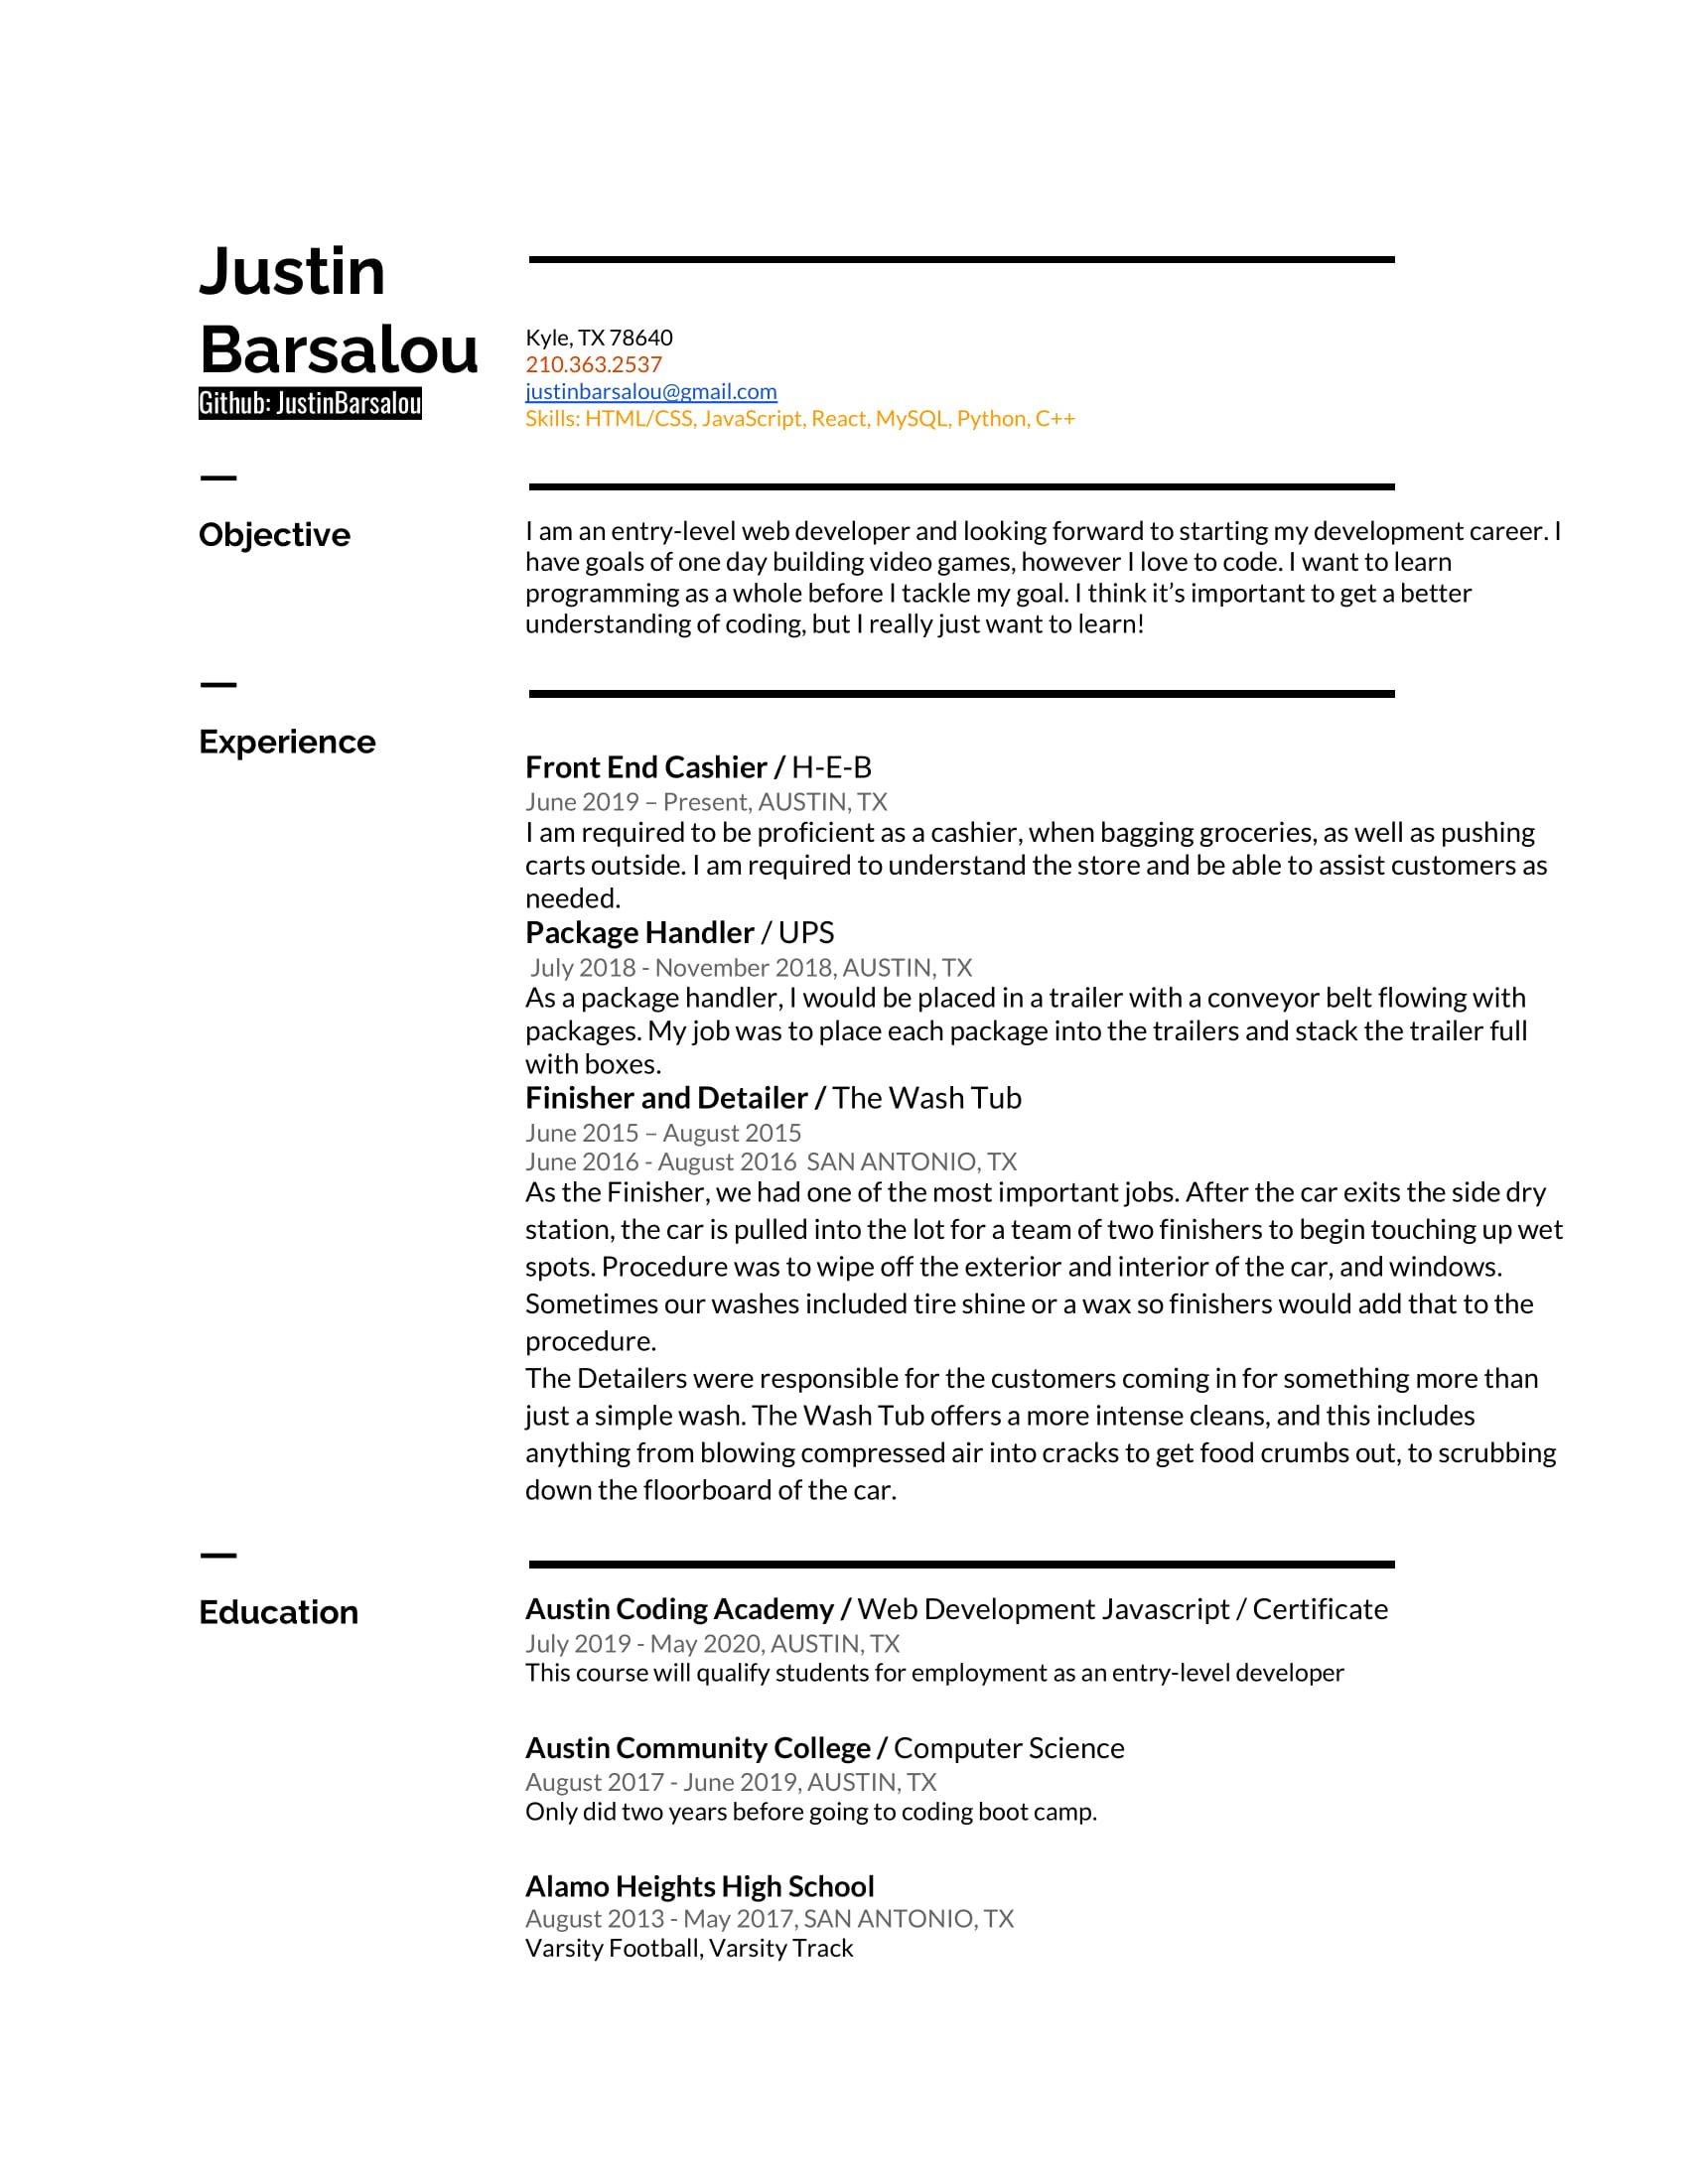 Justin
Barsalou
Github: JustinBarsalou
Kyle, TX 78640
210.363.2537
justinbarsalou@gmail.com
Skills: HTML/CSS, JavaScript, React, MySQL, Python, C++
Objective
I am an entry-level web developer and looking forward to starting my development career. I
have goals of one day building video games, however I love to code. I want to learn
programming as a whole before I tackle my goal. I think it’s important to get a better
understanding of coding, but I really just want to learn!
Experience
Front End Cashier / H-E-B
June 2019 – Present, AUSTIN, TX
I am required to be proficient as a cashier, when bagging groceries, as well as pushing
carts outside. I am required to understand the store and be able to assist customers as
needed.
Package Handler / UPS
July 2018 - November 2018, AUSTIN, TX
As a package handler, I would be placed in a trailer with a conveyor belt flowing with
packages. My job was to place each package into the trailers and stack the trailer full
with boxes.
Finisher and Detailer / The Wash Tub
June 2015 – August 2015
June 2016 - August 2016 SAN ANTONIO, TX
As the Finisher, we had one of the most important jobs. After the car exits the side dry
station, the car is pulled into the lot for a team of two finishers to begin touching up wet
spots. Procedure was to wipe off the exterior and interior of the car, and windows.
Sometimes our washes included tire shine or a wax so finishers would add that to the
procedure.
The Detailers were responsible for the customers coming in for something more than
just a simple wash. The Wash Tub offers a more intense cleans, and this includes
anything from blowing compressed air into cracks to get food crumbs out, to scrubbing
down the floorboard of the car.
Education
Austin Coding Academy / Web Development Javascript / Certificate
July 2019 - May 2020, AUSTIN, TX
This course will qualify students for employment as an entry-level developer
Austin Community College / Computer Science
August 2017 - June 2019, AUSTIN, TX
Only did two years before going to coding boot camp.
Alamo Heights High School
August 2013 - May 2017, SAN ANTONIO, TX
Varsity Football, Varsity Track